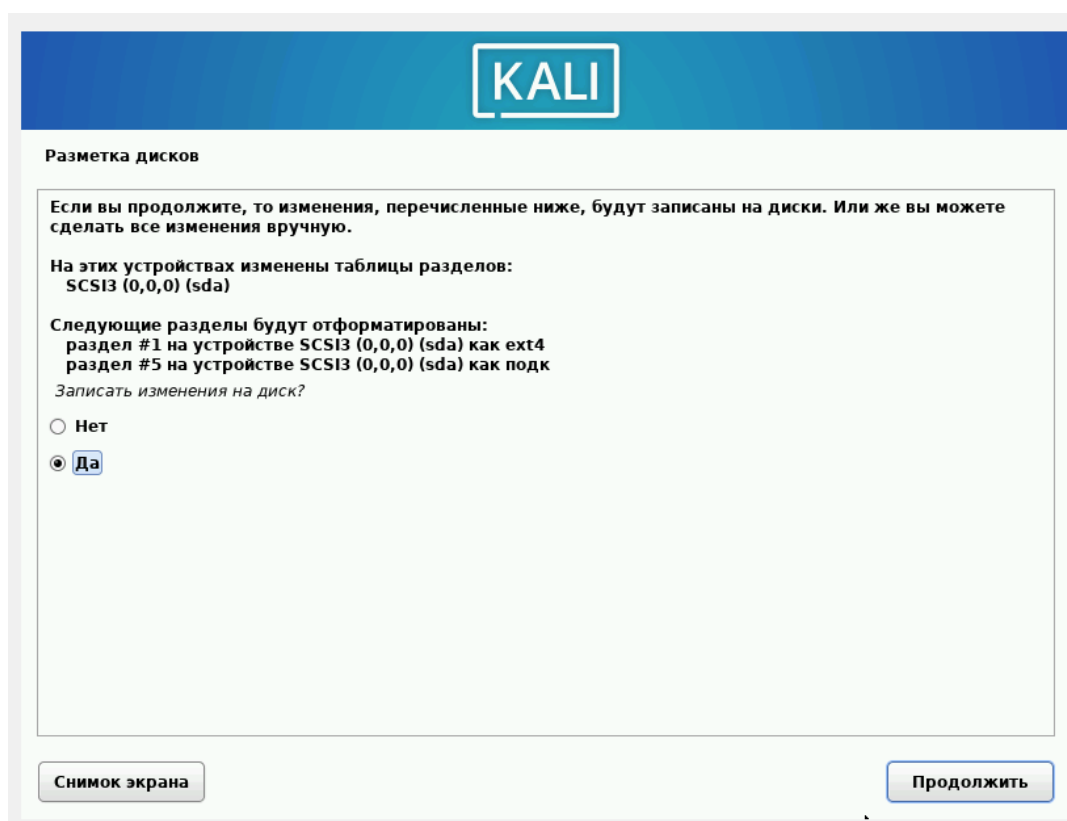 KALI
Разметка дисков
Если вы продолжите, то изменения, перечисленные ниже, будут записаны на диски. Или же вы можете
сделать все изменения вручную.
На этих устройствах изменены таблицы разделов:
SCSI3 (0,0,0) (sda)
Следующие разделы будут отформатированы:
раздел #1 на устройстве SCSI3 (0,0,0) (sda) как ext4
раздел #5 на устройстве SCSI3 (0,0,0) (sda) как подк
Записать изменения на диск?
Нет
Да
Снимок экрана
Продолжить